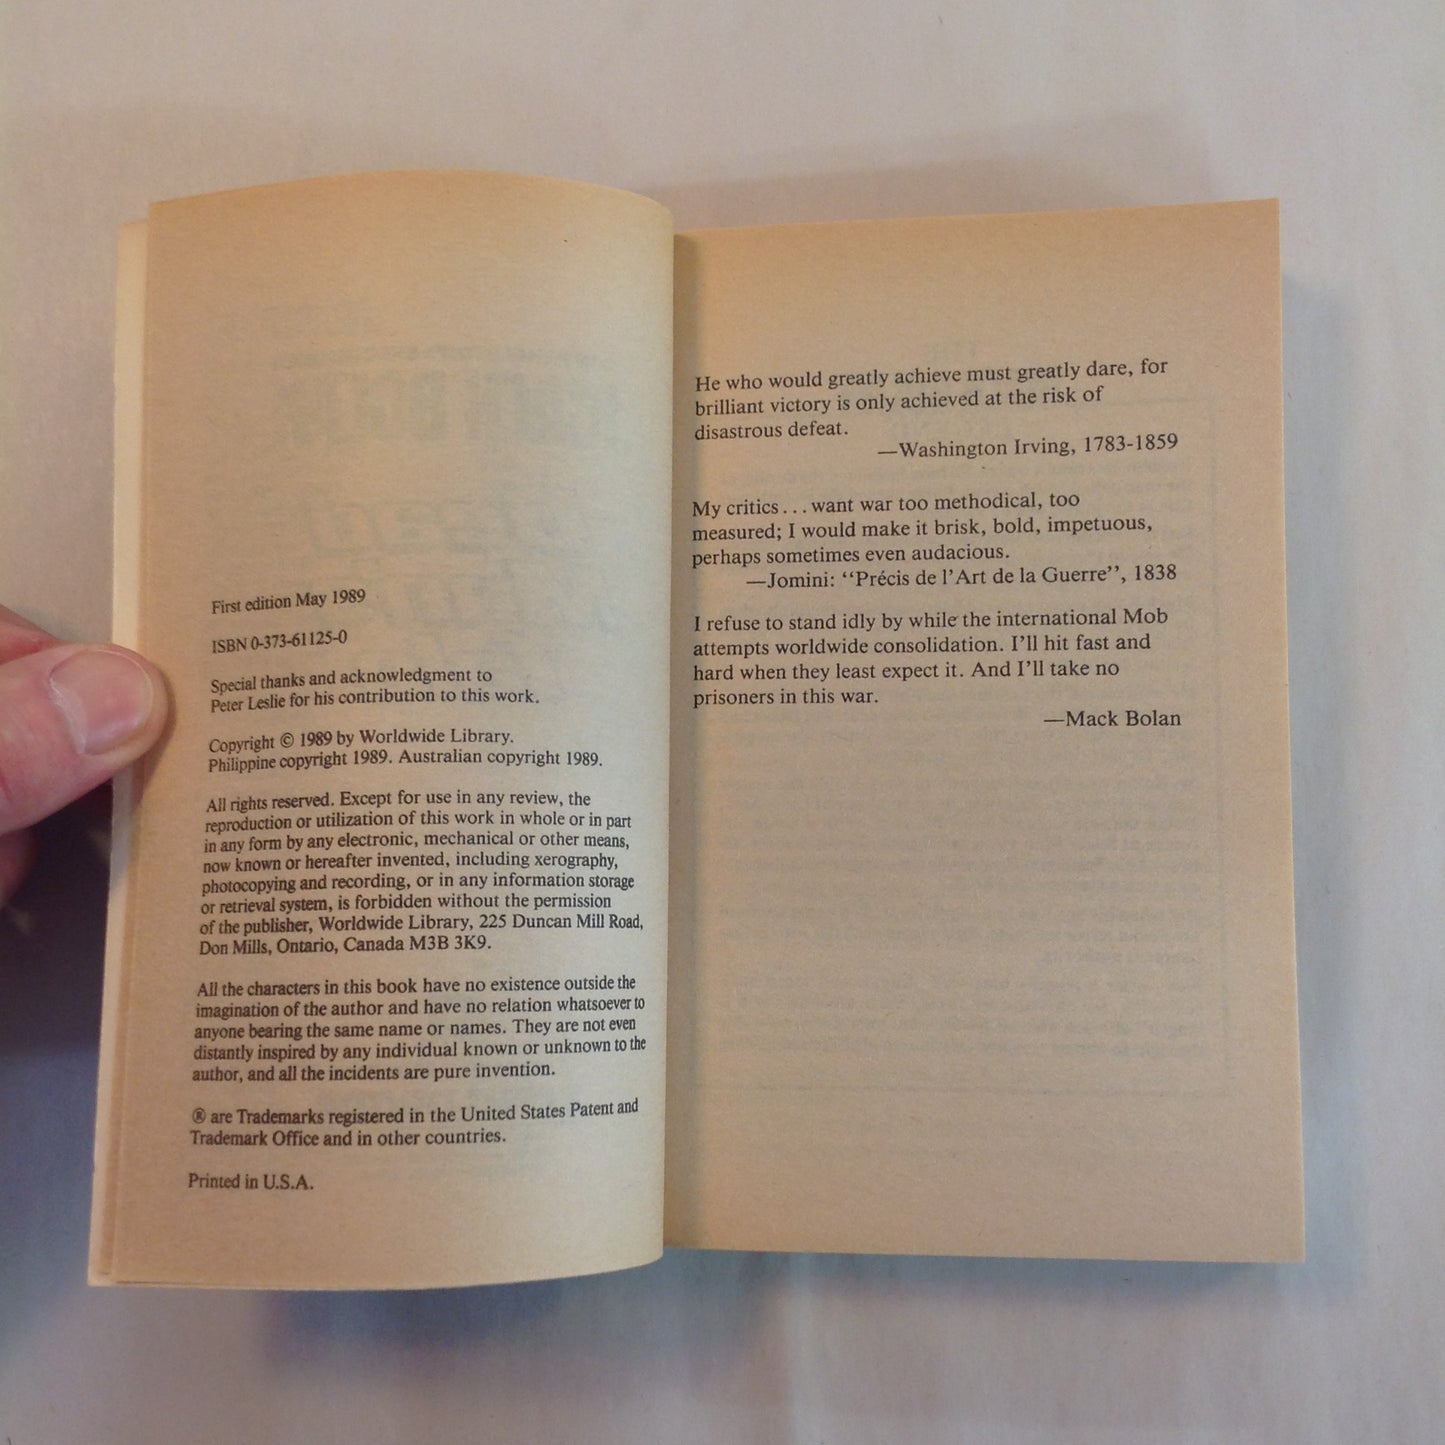 First edition May 1989
ISBN 0-373-61125-0
Special thanks and acknowledgment to
Peter Leslie for his contribution to this work.
Copyright © 1989 by Worldwide Library.
Philippine copyright 1989. Australian copyright 1989.
All rights reserved. Except for use in any review, the
reproduction or utilization of this work in whole or in part
in any form by any electronic, mechanical or other means,
now known or hereafter invented, including xerography,
photocopying and recording, or in any information storage
or retrieval system, is forbidden without the permission
of the publisher, Worldwide Library, 225 Duncan Mill Road,
Don Mills, Ontario, Canada M3B 3K9.
All the characters in this book have no existence outside the
imagination of the author and have no relation whatsoever to
anyone bearing the same name or names. They are not even
distantly inspired by any individual known or unknown to the
author, and all the incidents are pure invention.
® are Trademarks registered in the United States Patent and
Trademark Office and in other countries.
Printed in U.S.A.
He who would greatly achieve must greatly dare, for
brilliant victory is only achieved at the risk of
disastrous defeat.
—Washington Irving, 1783-1859
My critics . . . want war too methodical, too
measured; I would make it brisk, bold, impetuous,
perhaps sometimes even audacious.
—Jomini: “Précis de l’Art de la Guerre”, 1838
I refuse to stand idly by while the international Mob
attempts worldwide consolidation. I’ll hit fast and
hard when they least expect it. And I’ll take no
prisoners in this war.
—Mack Bolan